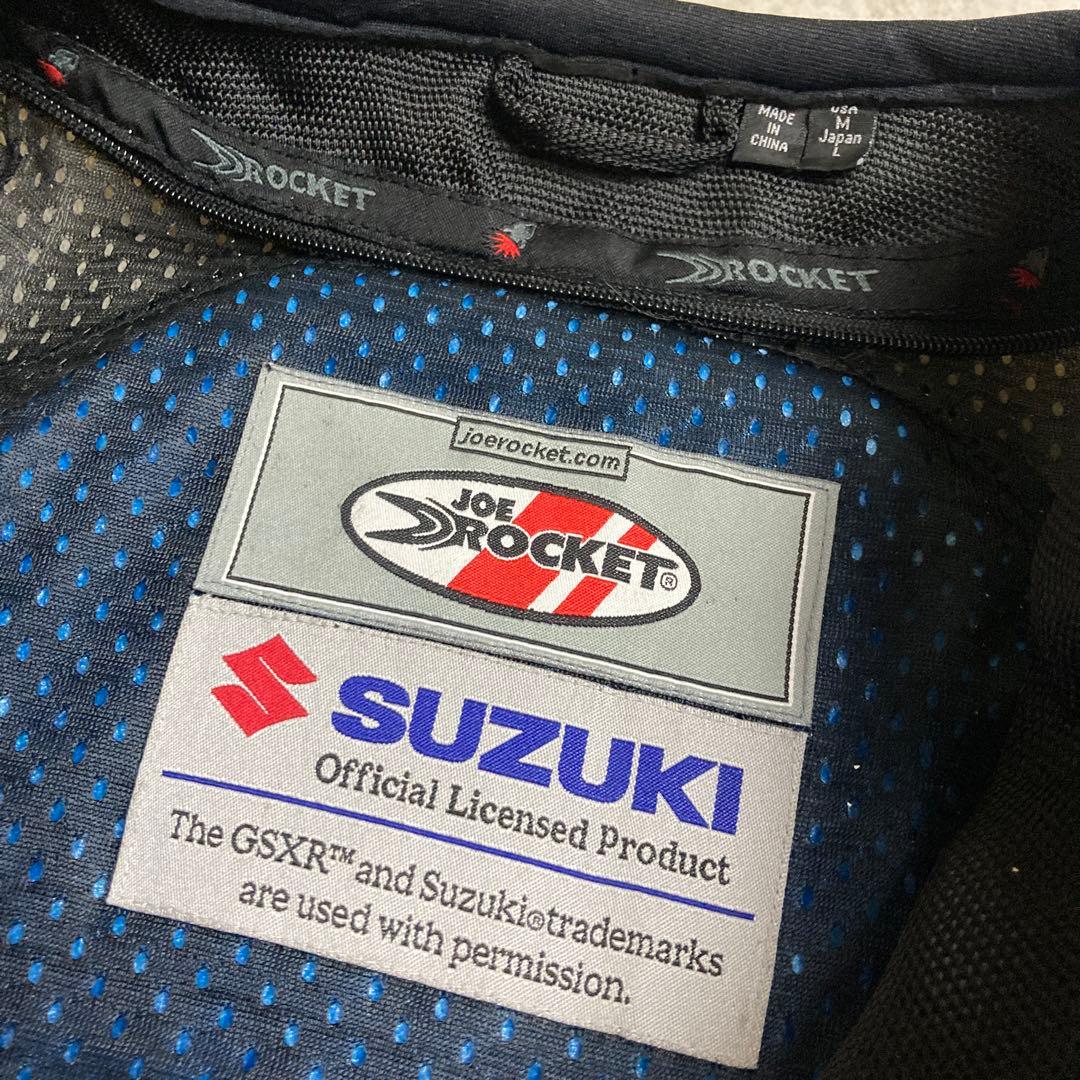 MADE
IN
CHINA
USA
M
Japan
L
ROCKET
ROCKET
joerocket.com
JOE
ROCKET®
SUZUKI
Official Licensed Product
The GSXR™ and Suzuki® trademarks
are used with permission.